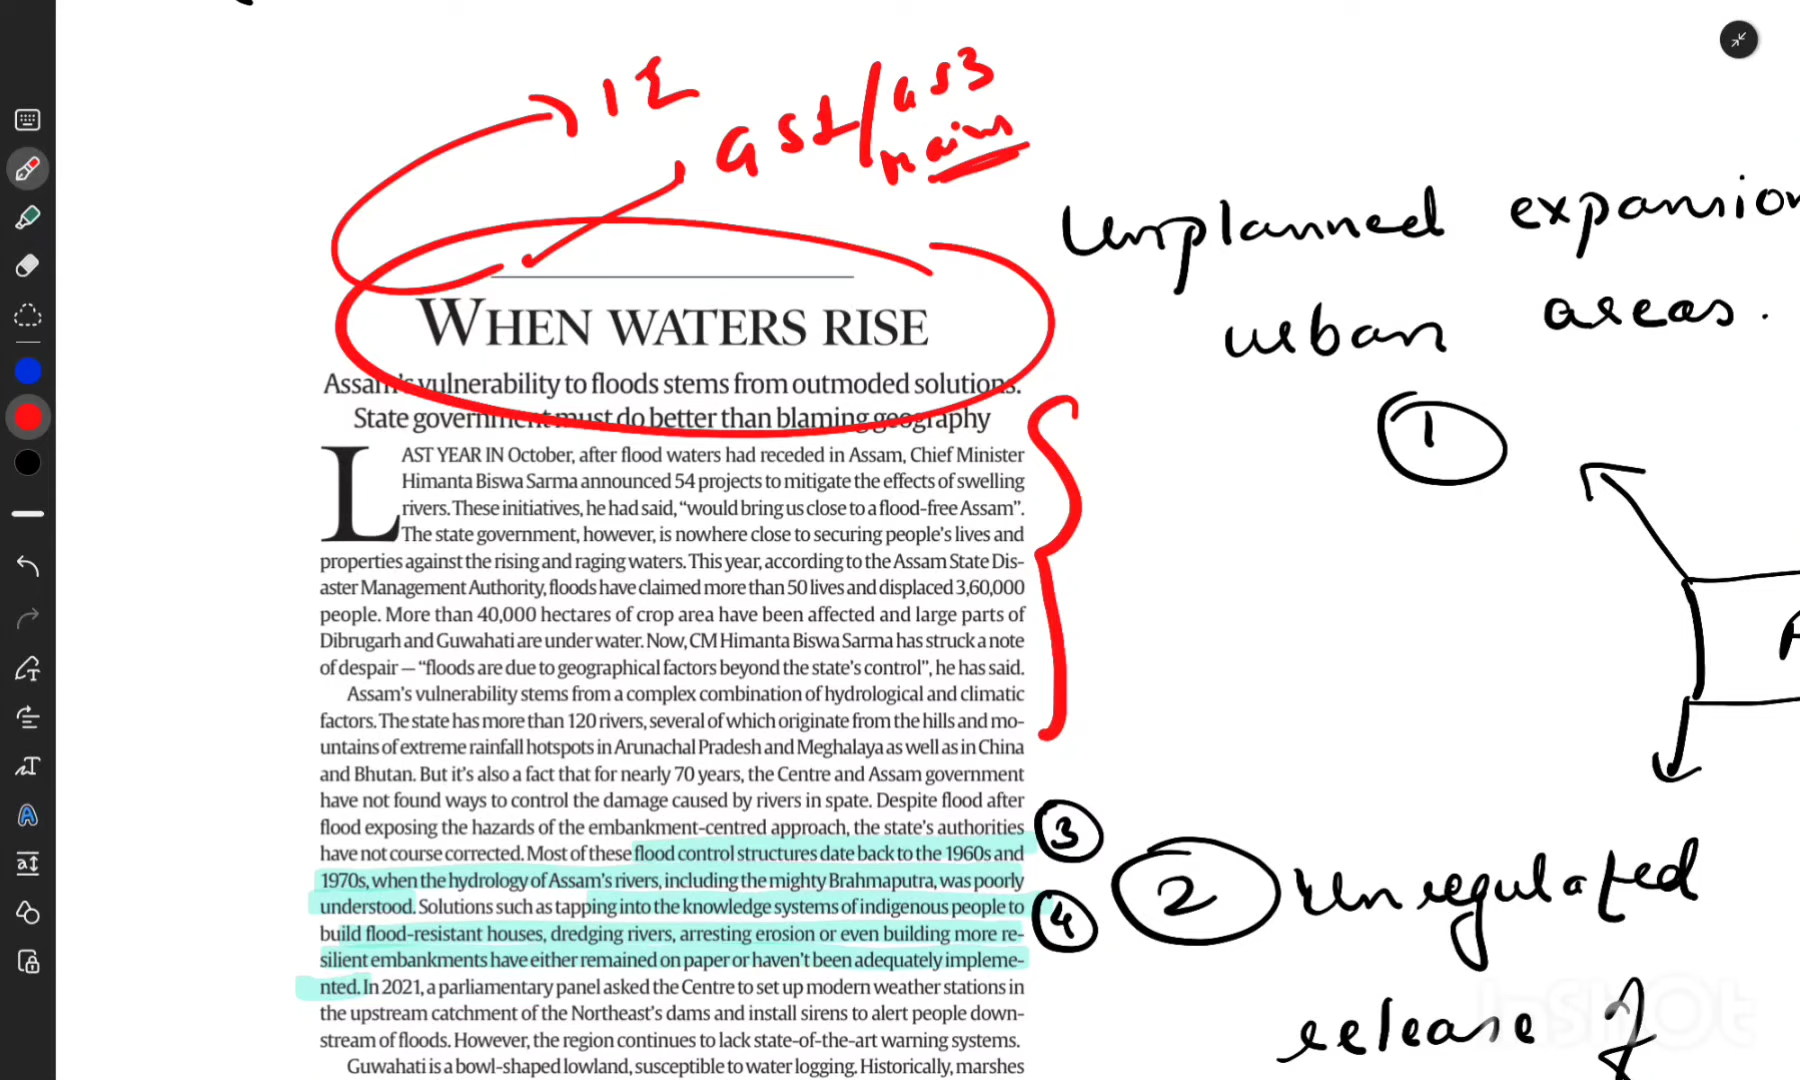 IE
GS1/GS3
mains
WHEN WATERS RISE
Assam's vulnerability to floods stems from outmoded solutions.
State government must do better than blaming geography
LAST YEAR IN October, after flood waters had receded in Assam, Chief Minister
Himanta Biswa Sarma announced 54 projects to mitigate the effects of swelling
rivers. These initiatives, he had said, “would bring us close to a flood-free Assam”.
The state government, however, is nowhere close to securing people's lives and
properties against the rising and raging waters. This year, according to the Assam State Dis-
aster Management Authority, floods have claimed more than 50 lives and displaced 3,60,000
people. More than 40,000 hectares of crop area have been affected and large parts of
Dibrugarh and Guwahati are under water. Now, CM Himanta Biswa Sarma has struck a note
of despair — “floods are due to geographical factors beyond the state's control”, he has said.
Assam's vulnerability stems from a complex combination of hydrological and climatic
factors. The state has more than 120 rivers, several of which originate from the hills and mo-
untains of extreme rainfall hotspots in Arunachal Pradesh and Meghalaya as well as in China
and Bhutan. But it's also a fact that for nearly 70 years, the Centre and Assam government
have not found ways to control the damage caused by rivers in spate. Despite flood after
flood exposing the hazards of the embankment-centred approach, the state's authorities
have not course corrected. Most of these flood control structures date back to the 1960s and
1970s, when the hydrology of Assam's rivers, including the mighty Brahmaputra, was poorly
understood. Solutions such as tapping into the knowledge systems of indigenous people to
build flood-resistant houses, dredging rivers, arresting erosion or even building more re-
silient embankments have either remained on paper or haven't been adequately impleme-
nted. In 2021, a parliamentary panel asked the Centre to set up modern weather stations in
the upstream catchment of the Northeast's dams and install sirens to alert people down-
stream of floods. However, the region continues to lack state-of-the-art warning systems.
Guwahati is a bowl-shaped lowland, susceptible to water logging. Historically, marshes
3
4
Unplanned expansion
urban areas.
1
2 Unregulated
release of
InShOt